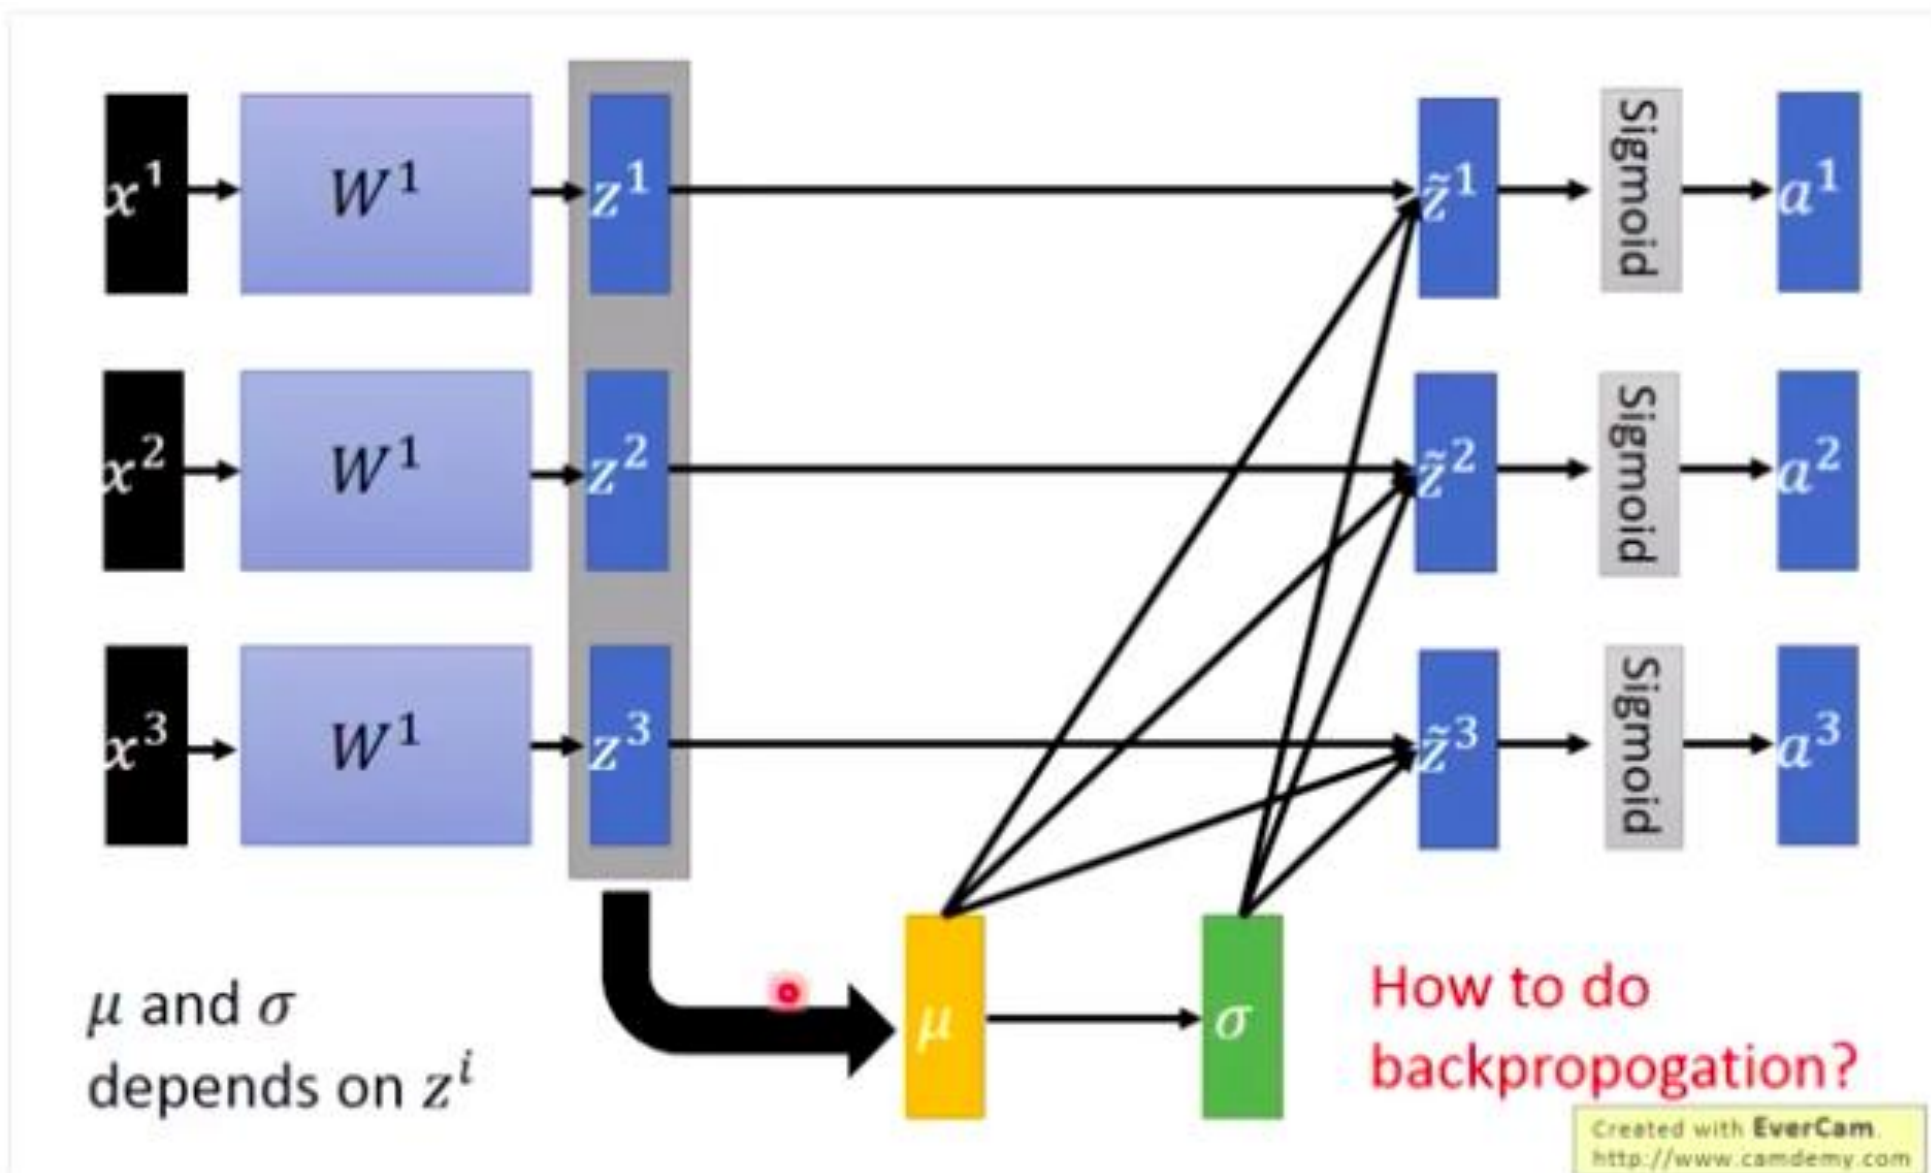 x¹ W¹ z¹ z̃¹ Sigmoid a¹
x² W¹ z² z̃² Sigmoid a²
x³ W¹ z³ z̃³ Sigmoid a³
μ and σ
depends on zⁱ
μ
σ
How to do
backpropogation?
Created with EverCam.
http://www.camdemy.com